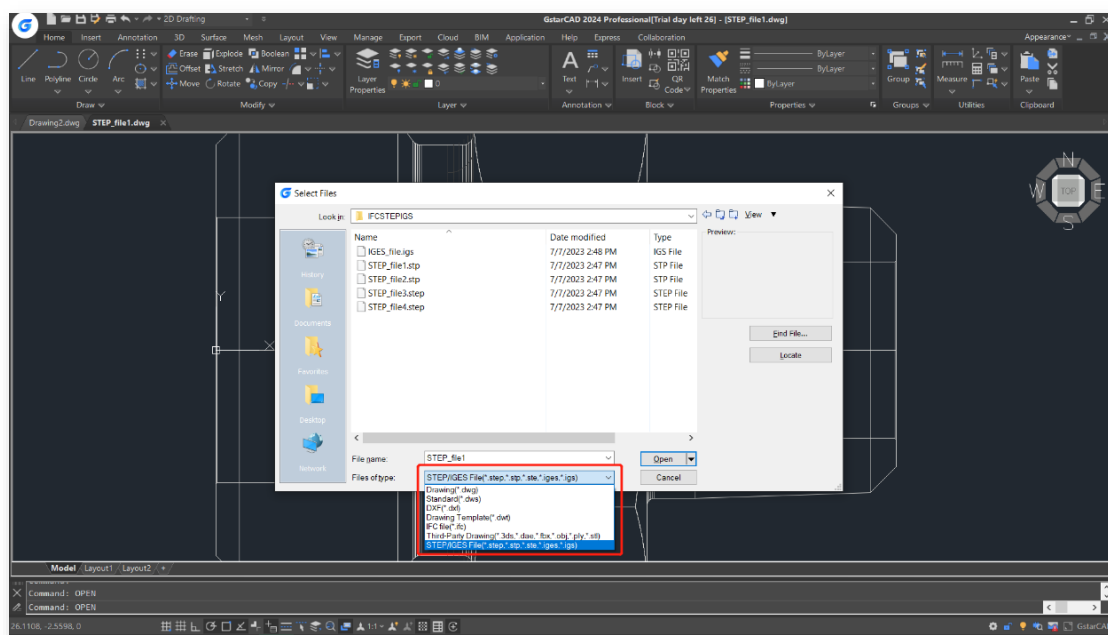 2D Drafting
GstarCAD 2024 Professional[Trial day left 26] - [STEP_file1.dwg]
Home Insert Annotation 3D Surface Mesh Layout View Manage Export Cloud BIM Application Help Express Collaboration Appearance
Line Polyline Circle Arc
Erase Explode Boolean
Offset Stretch Mirror
Move Rotate Copy
Layer Properties
0
Text
Insert
QR Code
Match Properties
ByLayer
ByLayer
ByLayer
Group
Measure
Paste
Draw Modify Layer Annotation Block Properties Groups Utilities Clipboard
Drawing2.dwg STEP_file1.dwg
N
W TOP E
S
Y
X
Select Files
Look in: IFCSTEPIGS View
Name Date modified Type
Preview:
IGES_file.igs 7/7/2023 2:48 PM IGS File
STEP_file1.stp 7/7/2023 2:47 PM STP File
STEP_file2.stp 7/7/2023 2:47 PM STP File
STEP_file3.step 7/7/2023 2:47 PM STEP File
STEP_file4.step 7/7/2023 2:47 PM STEP File
History
Documents
Favorites
Desktop
Network
Find File...
Locate
File name: STEP_file1 Open
Files of type: STEP/IGES File(*.step,*.stp,*.ste,*.iges,*.igs) Cancel
Drawing(*.dwg)
Standard(*.dws)
DXF(*.dxf)
Drawing Template(*.dwt)
IFC file(*.ifc)
Third-Party Drawing(*.3ds,*.dae,*.fbx,*.obj,*.ply,*.stl)
STEP/IGES File(*.step,*.stp,*.ste,*.iges,*.igs)
Model Layout1 Layout2 +
Command: OPEN
Command: OPEN
26.1108, -2.5598, 0 1:1 GstarCAD